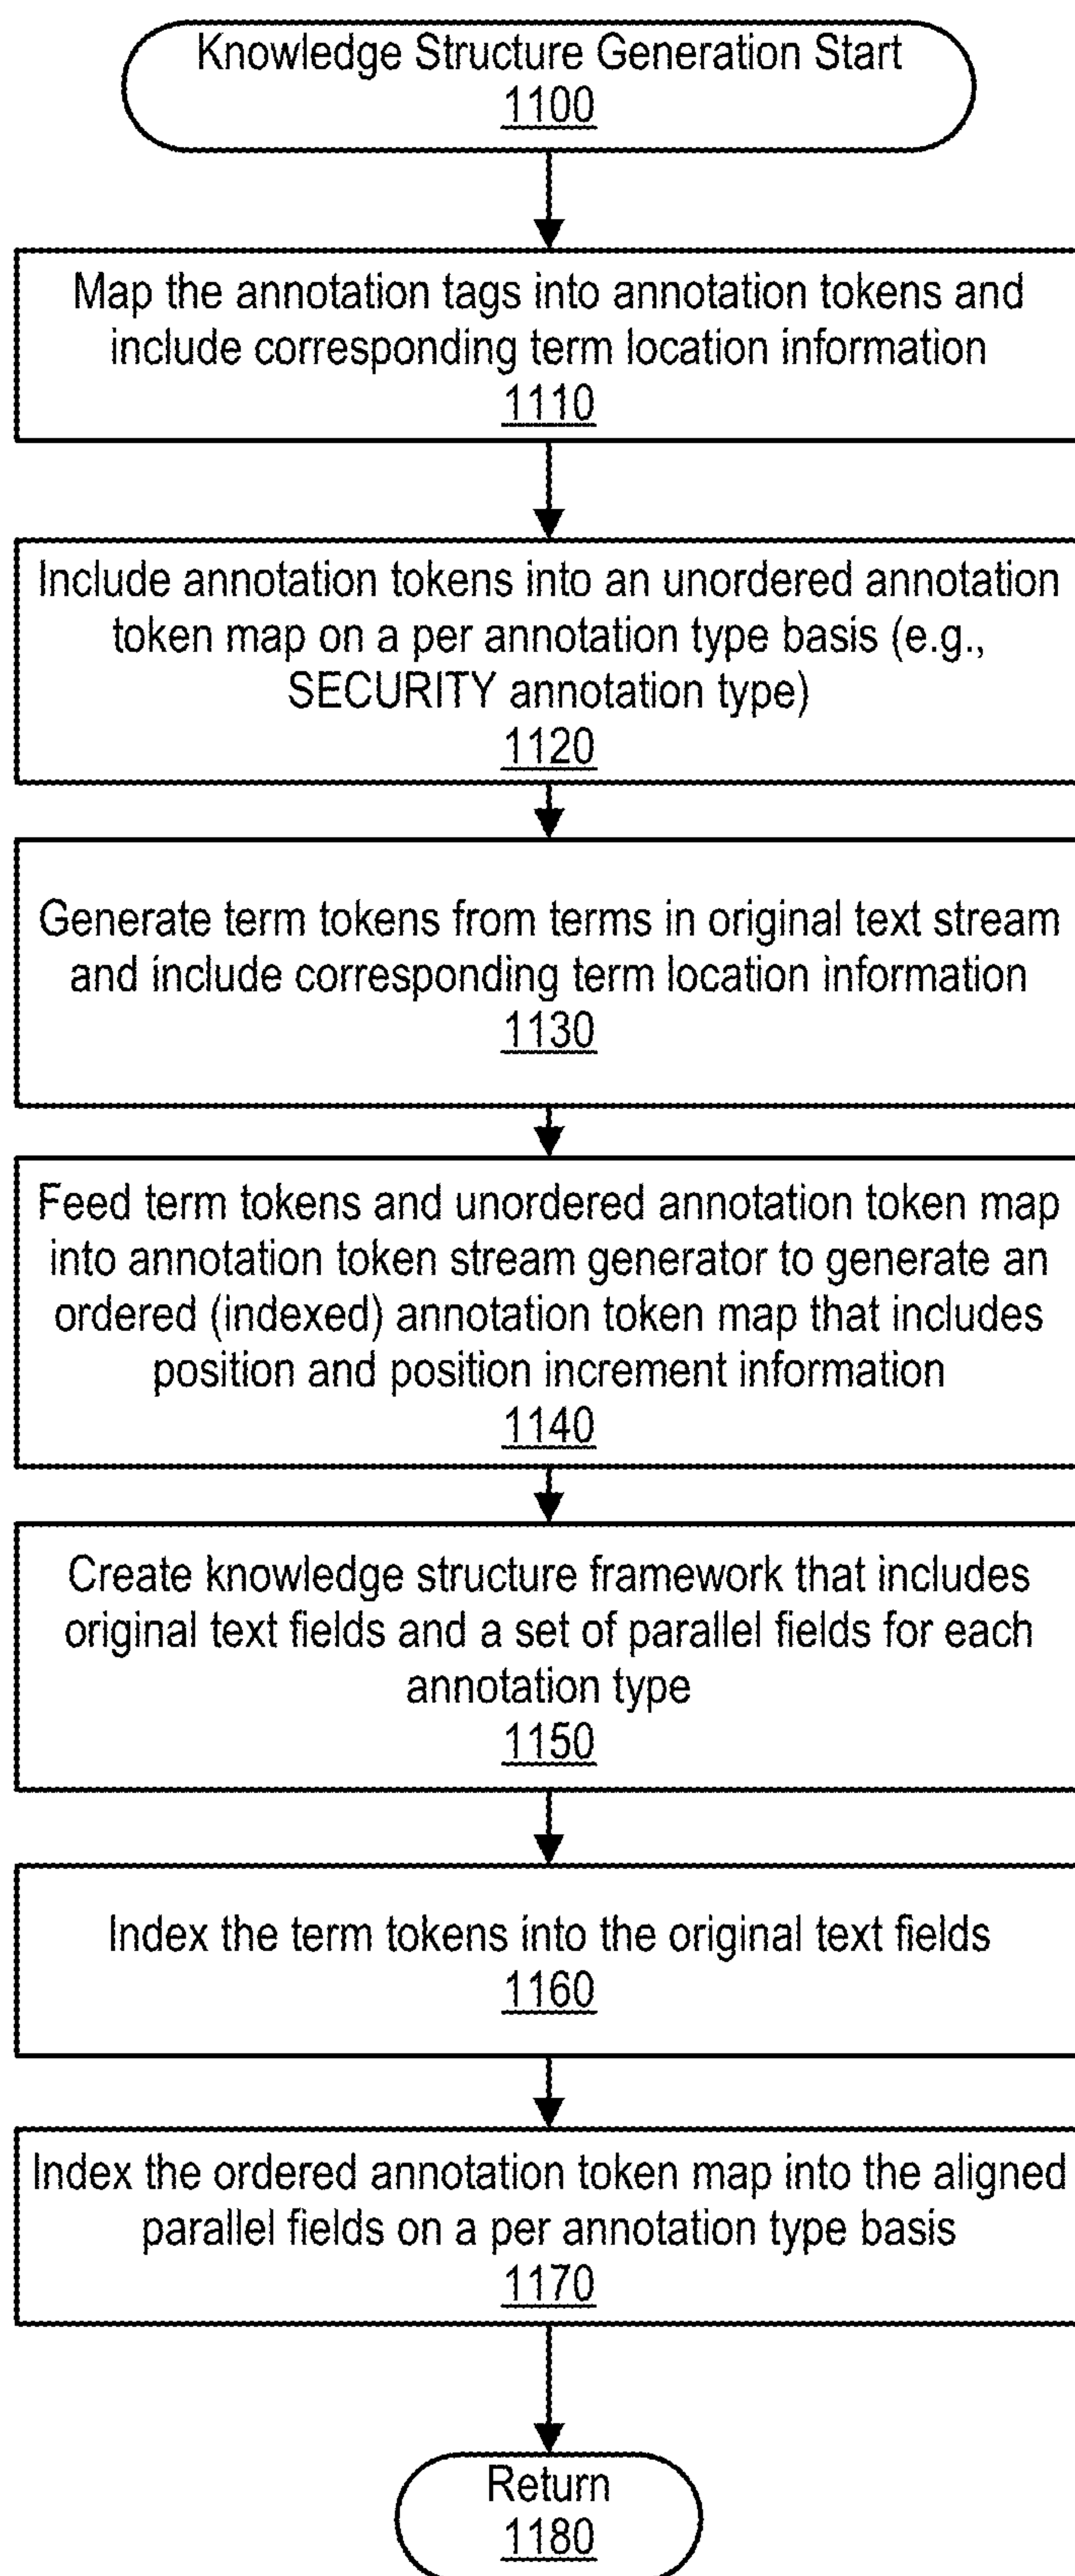 Knowledge Structure Generation Start
1100
Map the annotation tags into annotation tokens and
include corresponding term location information
1110
Include annotation tokens into an unordered annotation
token map on a per annotation type basis (e.g.,
SECURITY annotation type)
1120
Generate term tokens from terms in original text stream
and include corresponding term location information
1130
Feed term tokens and unordered annotation token map
into annotation token stream generator to generate an
ordered (indexed) annotation token map that includes
position and position increment information
1140
Create knowledge structure framework that includes
original text fields and a set of parallel fields for each
annotation type
1150
Index the term tokens into the original text fields
1160
Index the ordered annotation token map into the aligned
parallel fields on a per annotation type basis
1170
Return
1180